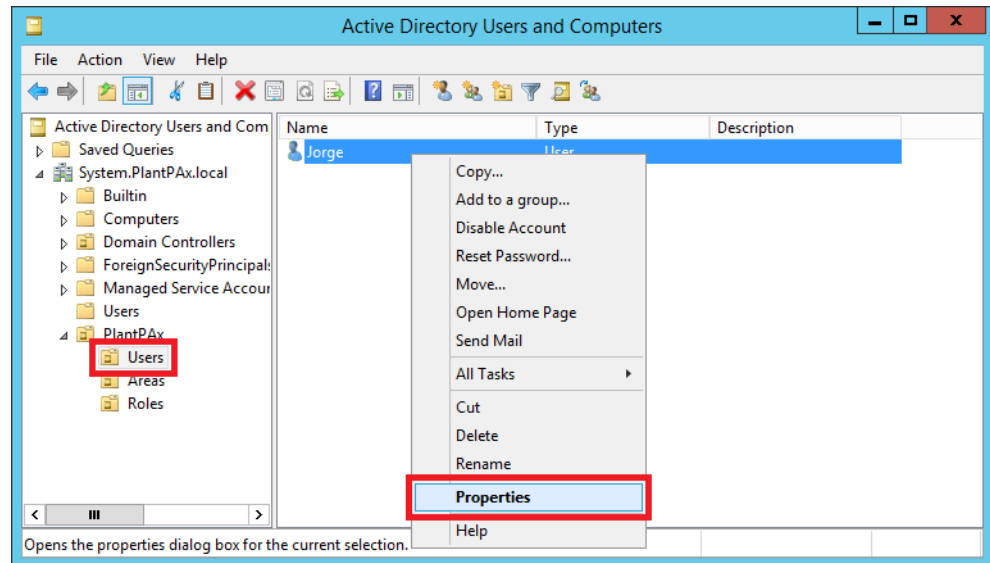 Active Directory Users and Computers
File Action View Help
Active Directory Users and Com
Name Type Description
Saved Queries
Jorge User
System.PlantPAx.local
Builtin
Computers
Domain Controllers
ForeignSecurityPrincipals
Managed Service Accour
Users
PlantPAx
Users
Areas
Roles
Copy...
Add to a group...
Disable Account
Reset Password...
Move...
Open Home Page
Send Mail
All Tasks
Cut
Delete
Rename
Properties
Help
Opens the properties dialog box for the current selection.